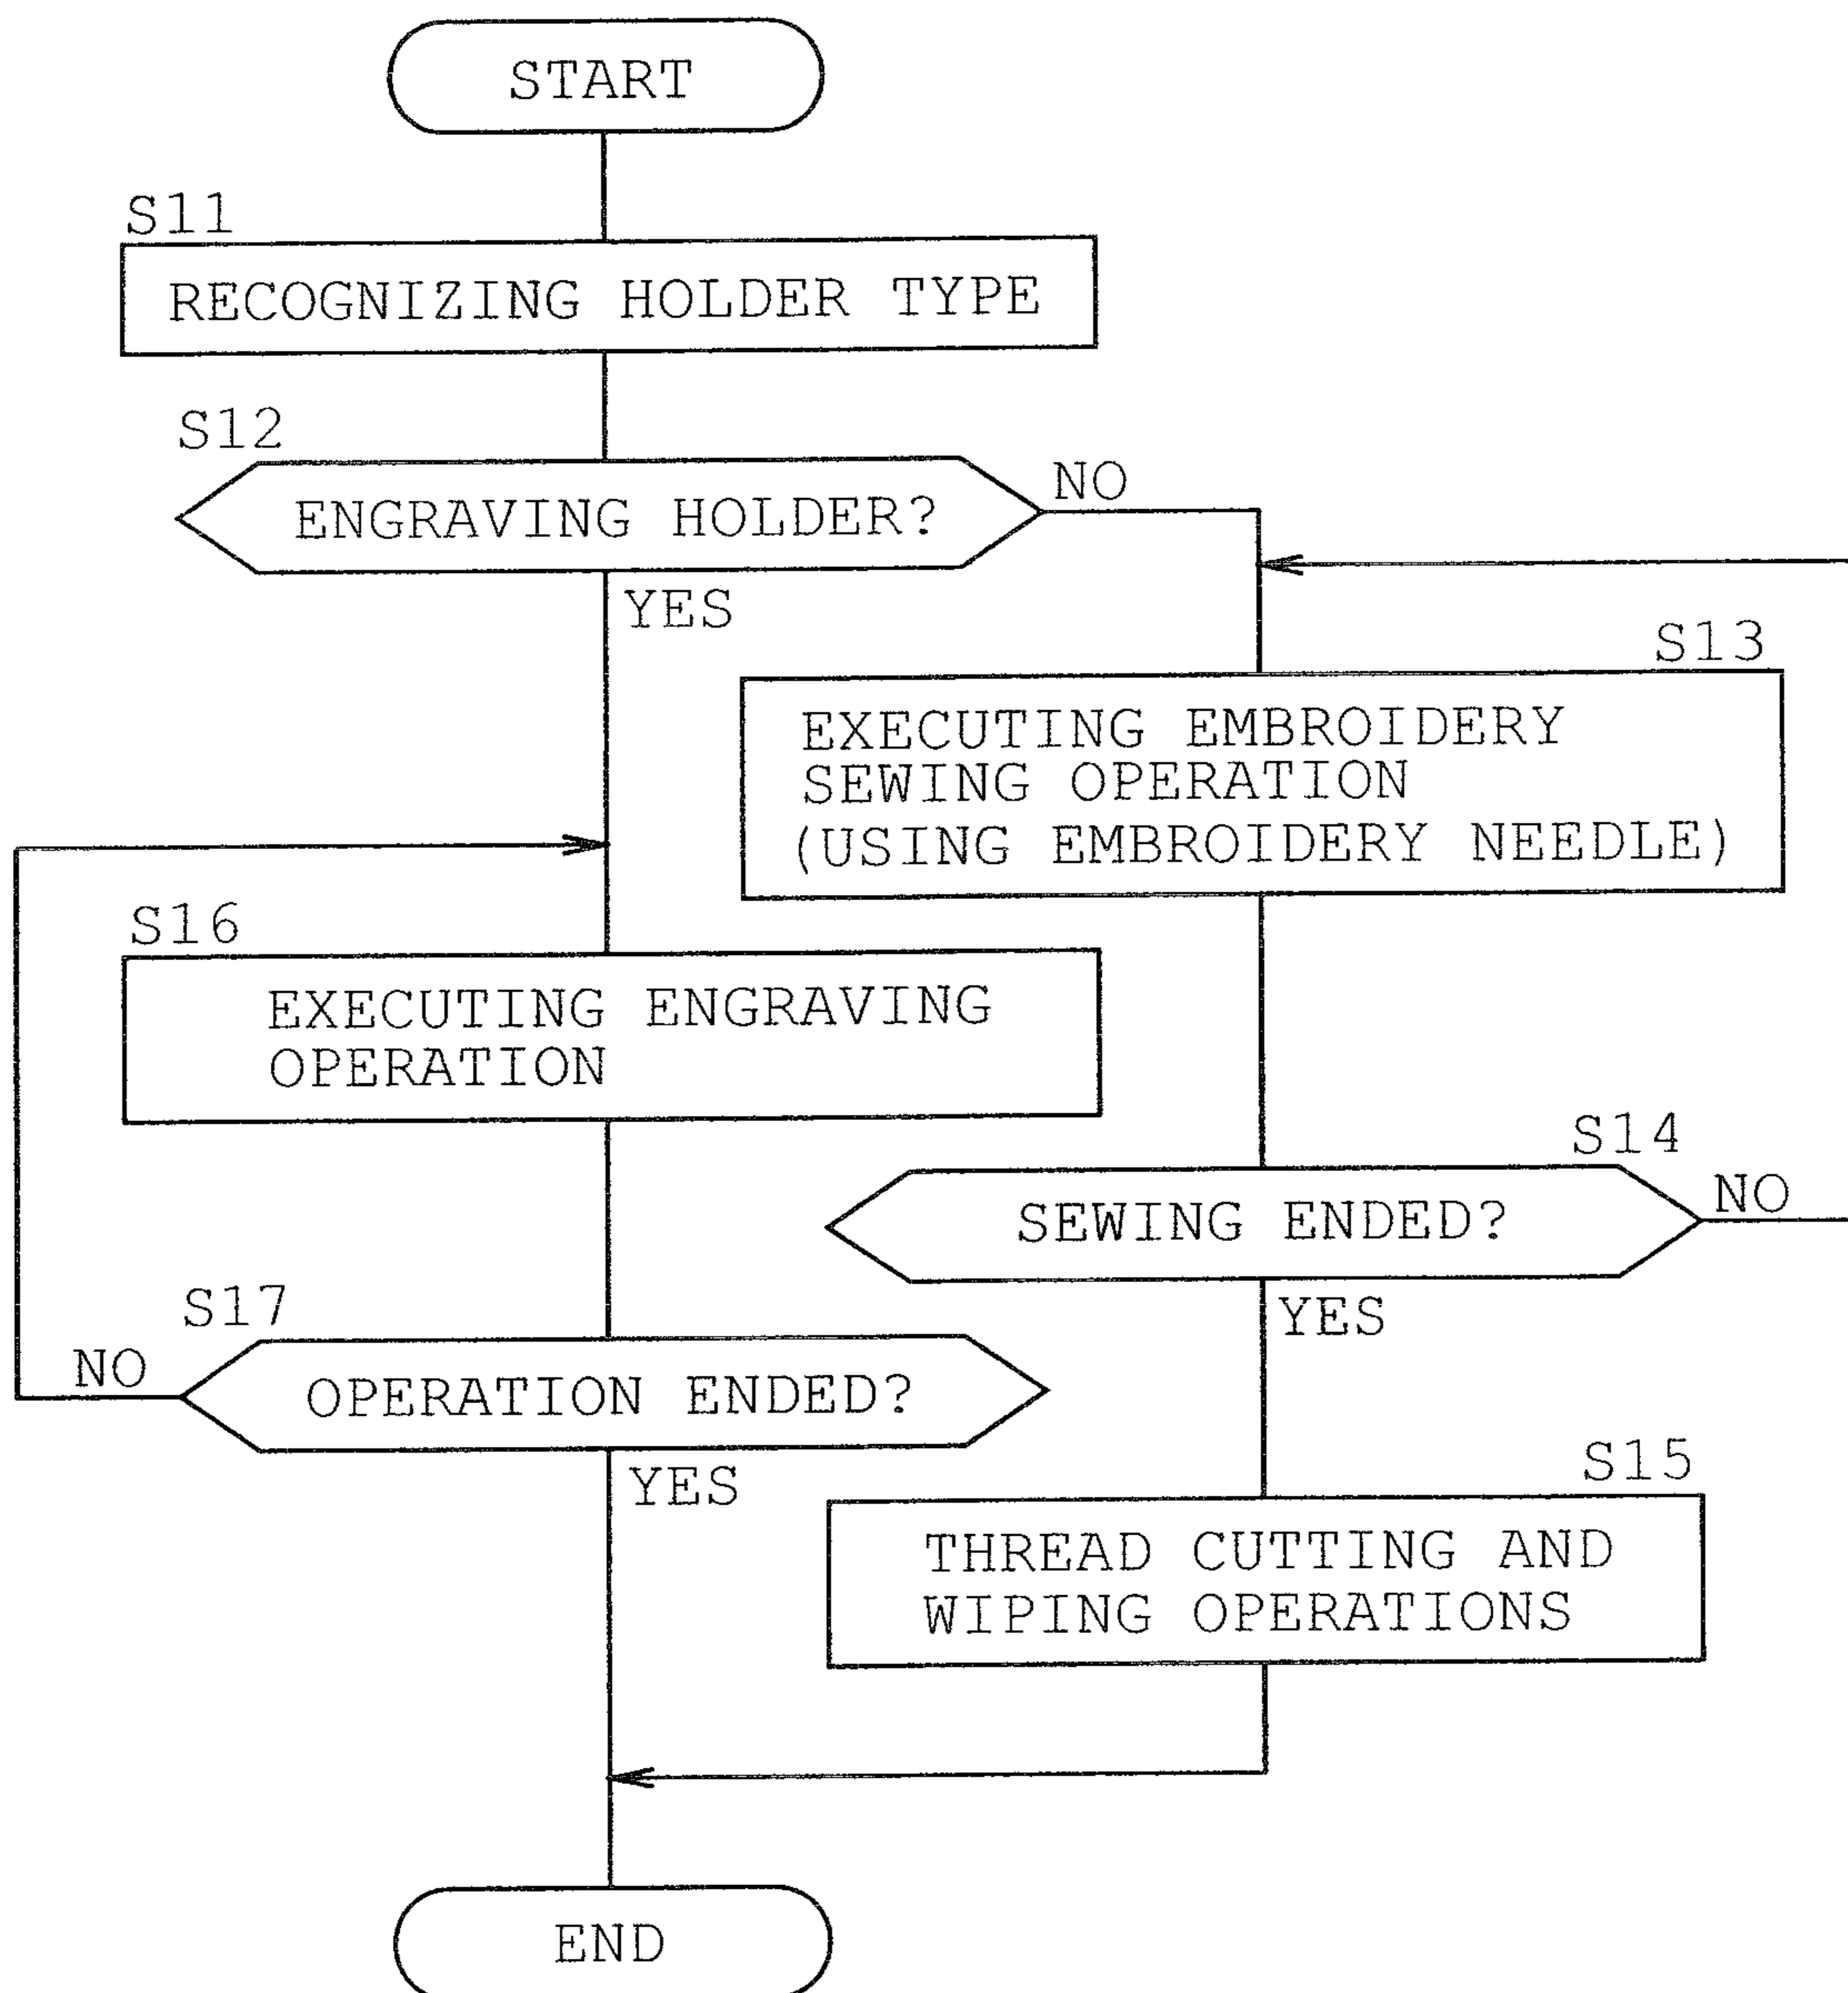 START
S11
RECOGNIZING HOLDER TYPE
S12
ENGRAVING HOLDER?
NO
YES
S13
EXECUTING EMBROIDERY
SEWING OPERATION
(USING EMBROIDERY NEEDLE)
S16
EXECUTING ENGRAVING
OPERATION
S14
SEWING ENDED?
NO
YES
S17
NO
OPERATION ENDED?
YES
S15
THREAD CUTTING AND
WIPING OPERATIONS
END